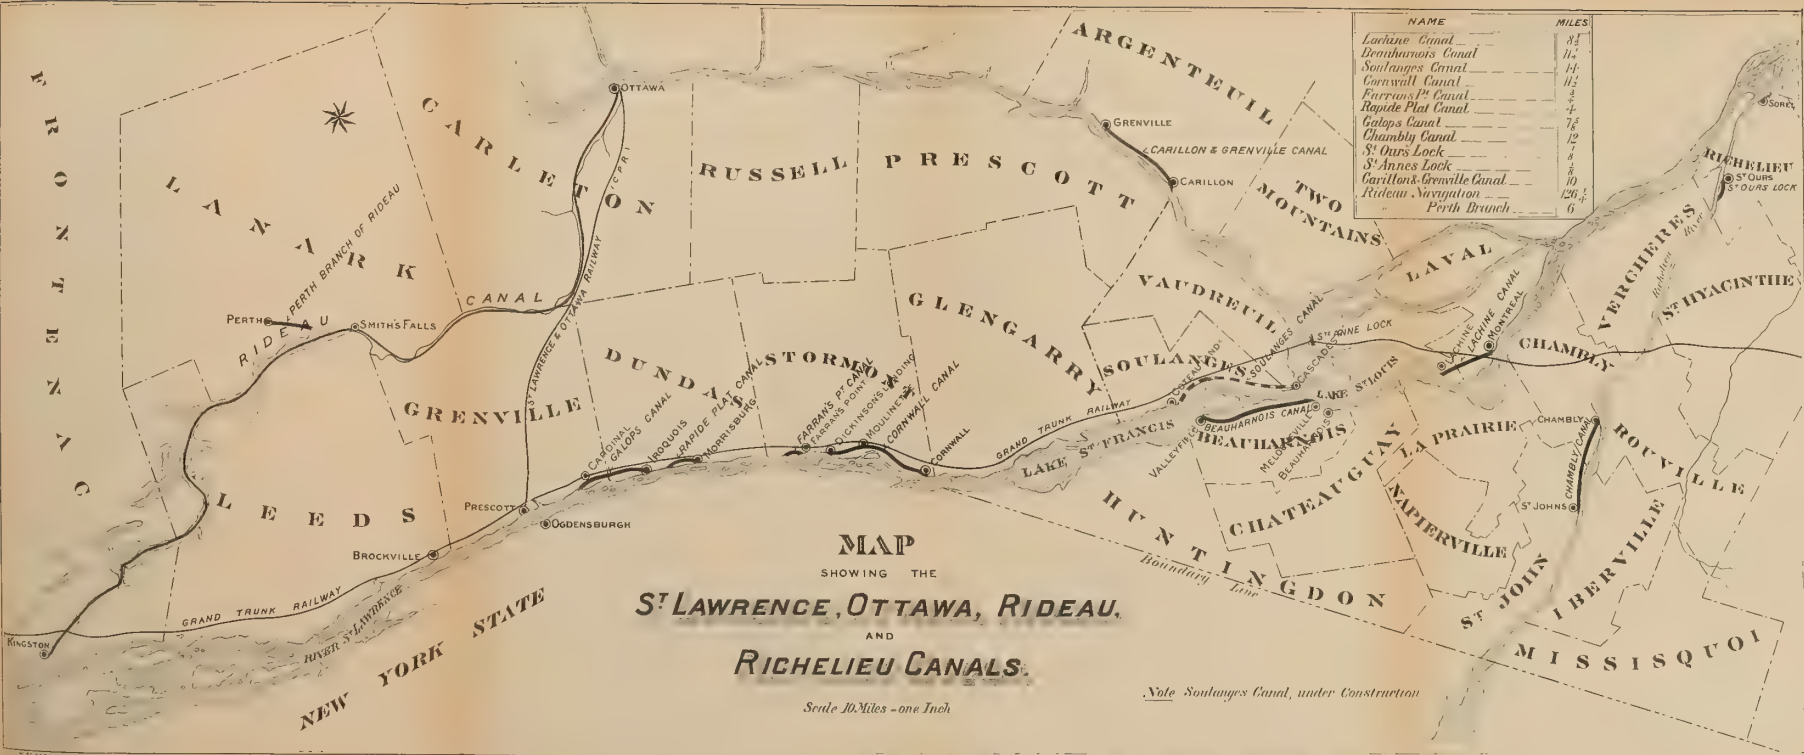 NAME MILES
Lachine Canal 8½
Beauharnois Canal 11¼
Soulanges Canal 14
Cornwall Canal 11½
Farrans Pt Canal ¾
Rapide Plat Canal 4
Galops Canal 7⅝
Chambly Canal 12
St Ours Lock ⅛
St Annes Lock ⅛
Carillon & Grenville Canal 10
Rideau Navigation 126¼
" Perth Branch 6
FRONTENAC
LANARK
CARLETON
OTTAWA
(C.P.R)
RUSSELL
PRESCOTT
ARGENTEUIL
GRENVILLE
CARILLON & GRENVILLE CANAL
CARILLON
TWO
MOUNTAINS
SOREL
RICHELIEU
ST OURS
ST OURS LOCK
VERCHERES
Richelieu River
ST HYACINTHE
LAVAL
VAUDREUIL
PERTH
PERTH BRANCH OF RIDEAU
SMITH'S FALLS
RIDEAU
CANAL
ST LAWRENCE & OTTAWA RAILWAY
GLENGARRY
STORMONT
DUNDAS
GRENVILLE
LEEDS
SOULANGES
COTEAU LAND-
SOULANGES CANAL
CASCADES
STE ANNE LOCK
LACHINE
LACHINE CANAL
MONTREAL
CHAMBLY
LAKE ST LOUIS
CARDINAL
GALOPS CANAL
IROQUOIS
RAPIDE PLAT CANAL
MORRISBURG
FARRAN'S PT CANAL
FARRAN'S POINT
DICKINSON'S LANDING
MOULINETTE
CORNWALL CANAL
CORNWALL
GRAND TRUNK RAILWAY
LAKE ST FRANCIS
VALLEYFIELD
BEAUHARNOIS CANAL
BEAUHARNOIS
MELOCHEVILLE
BEAUHARNOIS
LA PRAIRIE
CHATEAUGUAY
CHAMBLY
CHAMBLY CANAL
ST JOHNS
ROUVILLE
NAPIERVILLE
HUNTINGDON
ST JOHN
IBERVILLE
MISSISQUOI
Boundary Line
PRESCOTT
OGDENSBURGH
BROCKVILLE
GRAND TRUNK RAILWAY
KINGSTON
RIVER ST LAWRENCE
NEW YORK STATE
MAP
SHOWING THE
ST LAWRENCE, OTTAWA, RIDEAU,
AND
RICHELIEU CANALS.
Scale 10 Miles = one Inch
Note Soulanges Canal, under Construction